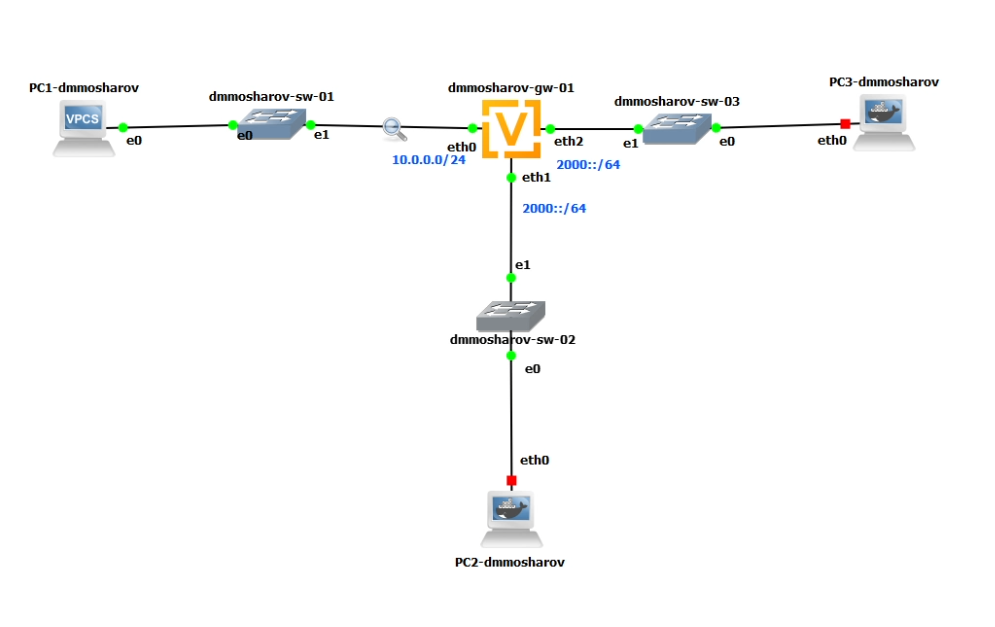 PC1-dmmosharov
VPCS
e0
dmmosharov-sw-01
e0
e1
10.0.0.0/24
dmmosharov-gw-01
V
eth0
eth2
2000::/64
eth1
2000::/64
dmmosharov-sw-03
e1
e0
PC3-dmmosharov
eth0
e1
dmmosharov-sw-02
e0
eth0
PC2-dmmosharov